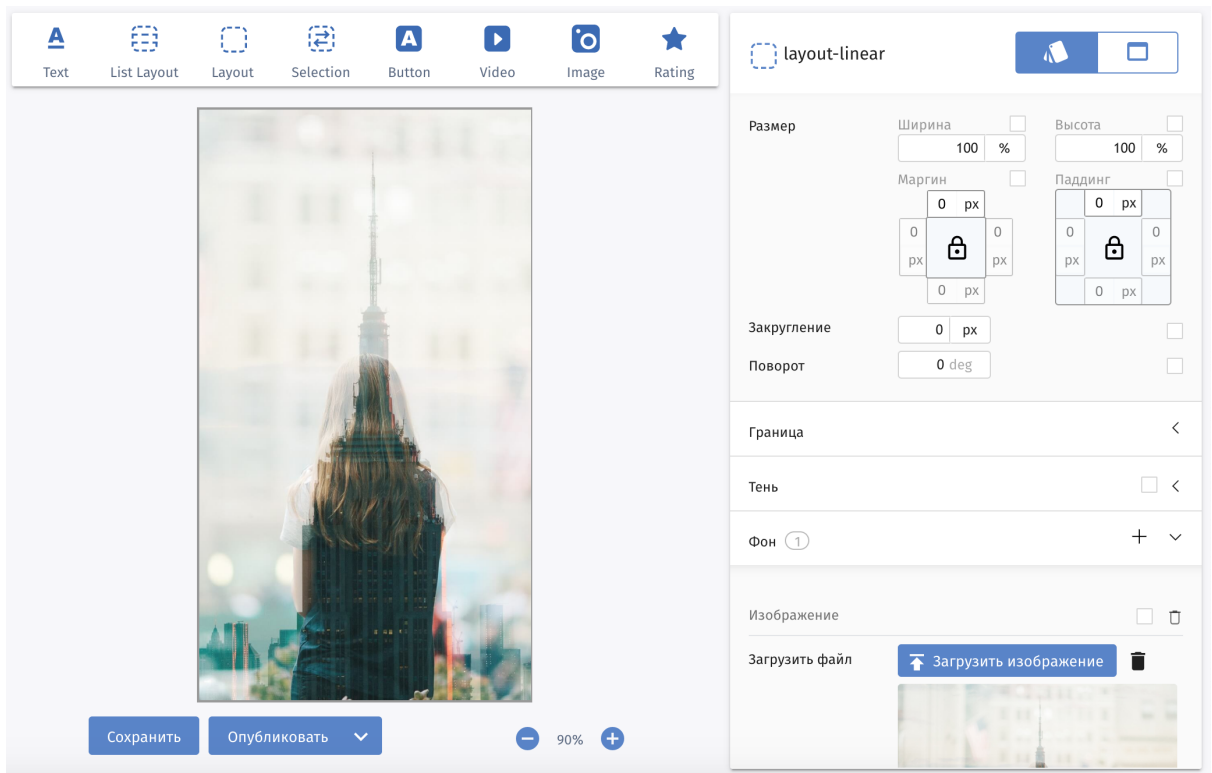 Text List Layout Layout Selection Button Video Image Rating
layout-linear
Размер
Ширина
Высота
100 %
100 %
Маргин
Паддинг
0 px
0 px
0 px
0 px
0 px
0 px
0 px
0 px
Закругление
0 px
Поворот
0 deg
Граница
Тень
Фон 1
Изображение
Загрузить файл
Загрузить изображение
Сохранить
Опубликовать
90%